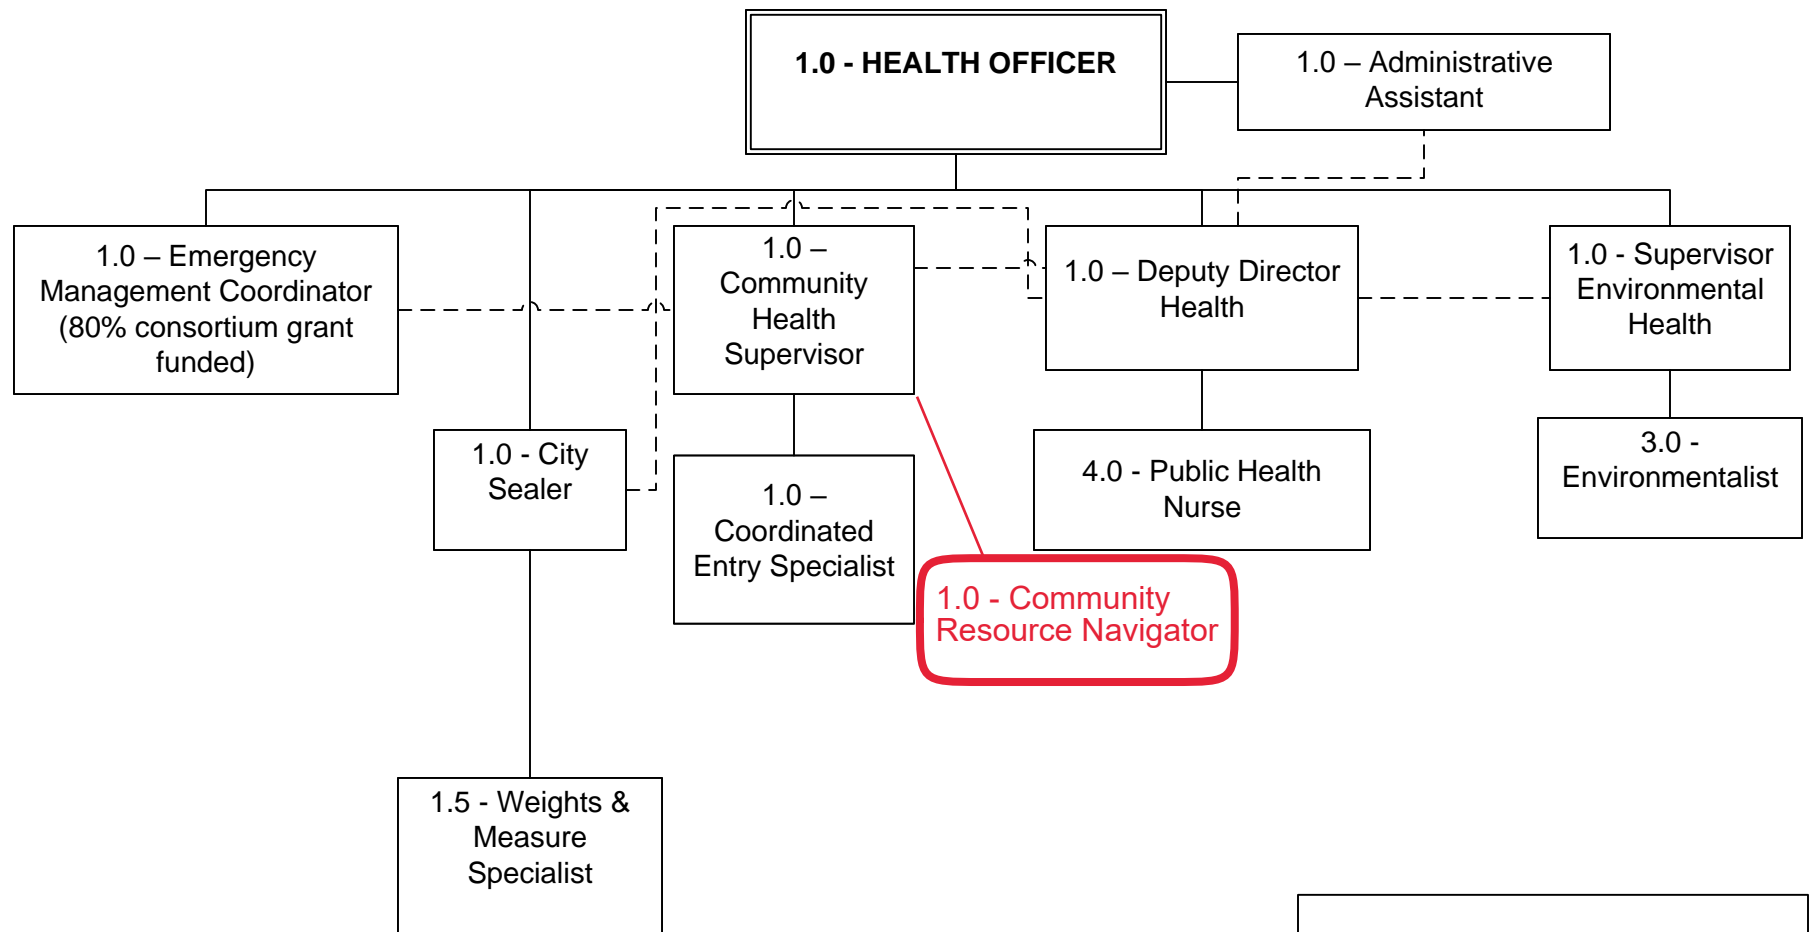 1.0 - HEALTH OFFICER
1.0 – Administrative
Assistant
1.0 – Emergency
Management Coordinator
(80% consortium grant
funded)
1.0 –
Community
Health
Supervisor
1.0 – Deputy Director
Health
1.0 - Supervisor
Environmental
Health
1.0 - City
Sealer
1.0 –
Coordinated
Entry Specialist
4.0 - Public Health
Nurse
3.0 -
Environmentalist
1.0 - Community
Resource Navigator
1.5 - Weights &
Measure
Specialist